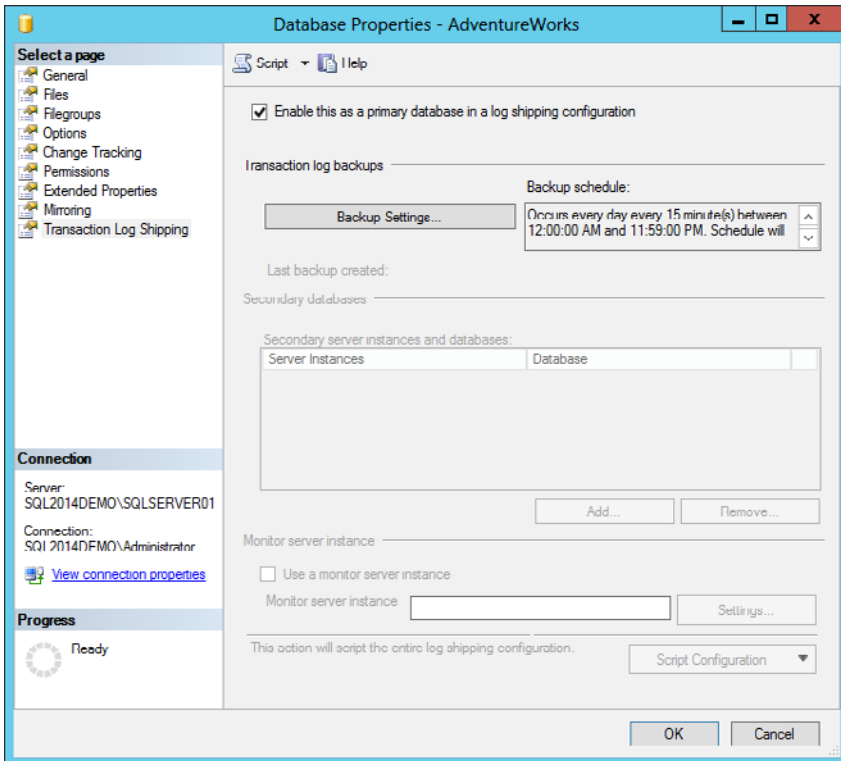 Database Properties - AdventureWorks
Select a page
General
Files
Filegroups
Options
Change Tracking
Permissions
Extended Properties
Mirroring
Transaction Log Shipping
Script
Help
Enable this as a primary database in a log shipping configuration
Transaction log backups
Backup schedule:
Backup Settings...
Occurs every day every 15 minute(s) between
12:00:00 AM and 11:59:00 PM. Schedule will
Last backup created:
Secondary databases
Secondary server instances and databases:
Server Instances Database
Add... Remove...
Monitor server instance
Use a monitor server instance
Monitor server instance
Settings...
This action will script the entire log shipping configuration.
Script Configuration
Connection
Server:
SQL2014DEMO\SQLSERVER01
Connection:
SQL2014DEMO\Administrator
View connection properties
Progress
Ready
OK Cancel